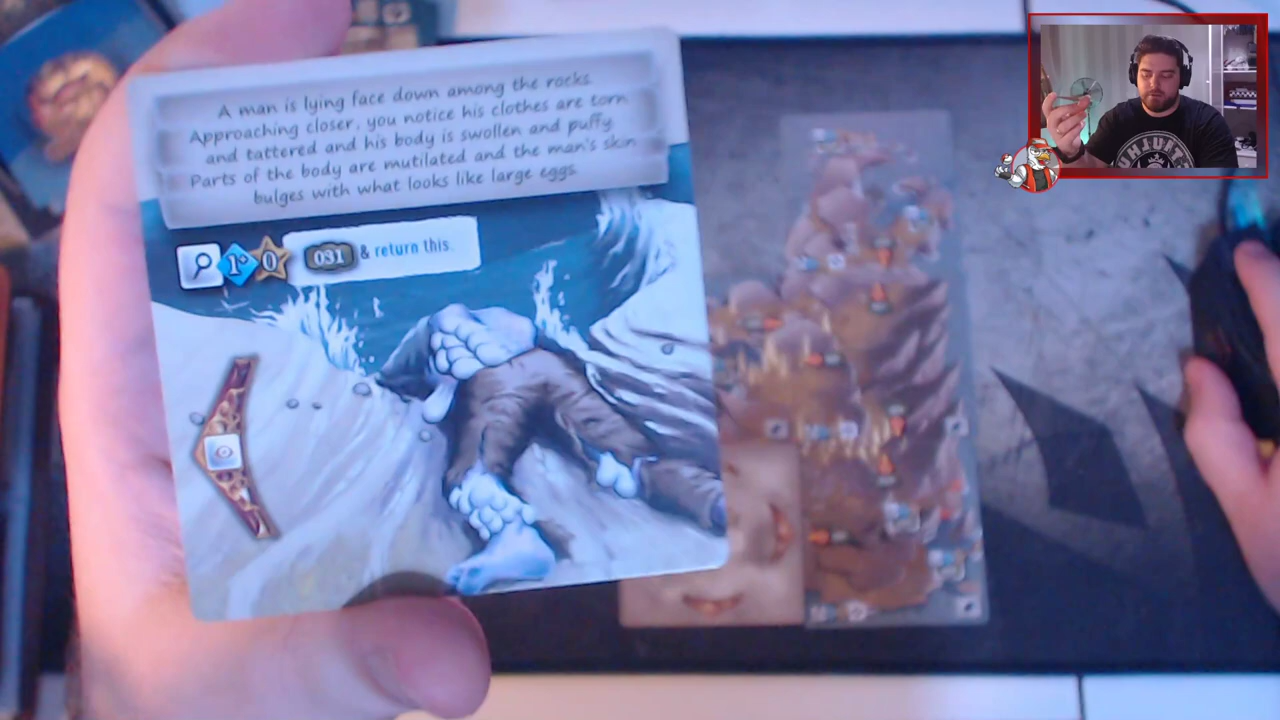 A man is lying face down among the rocks.
Approaching closer, you notice his clothes are torn
and tattered and his body is swollen and puffy.
Parts of the body are mutilated and the man's skin
bulges with what looks like large eggs.
1+ 0 031 & return this.